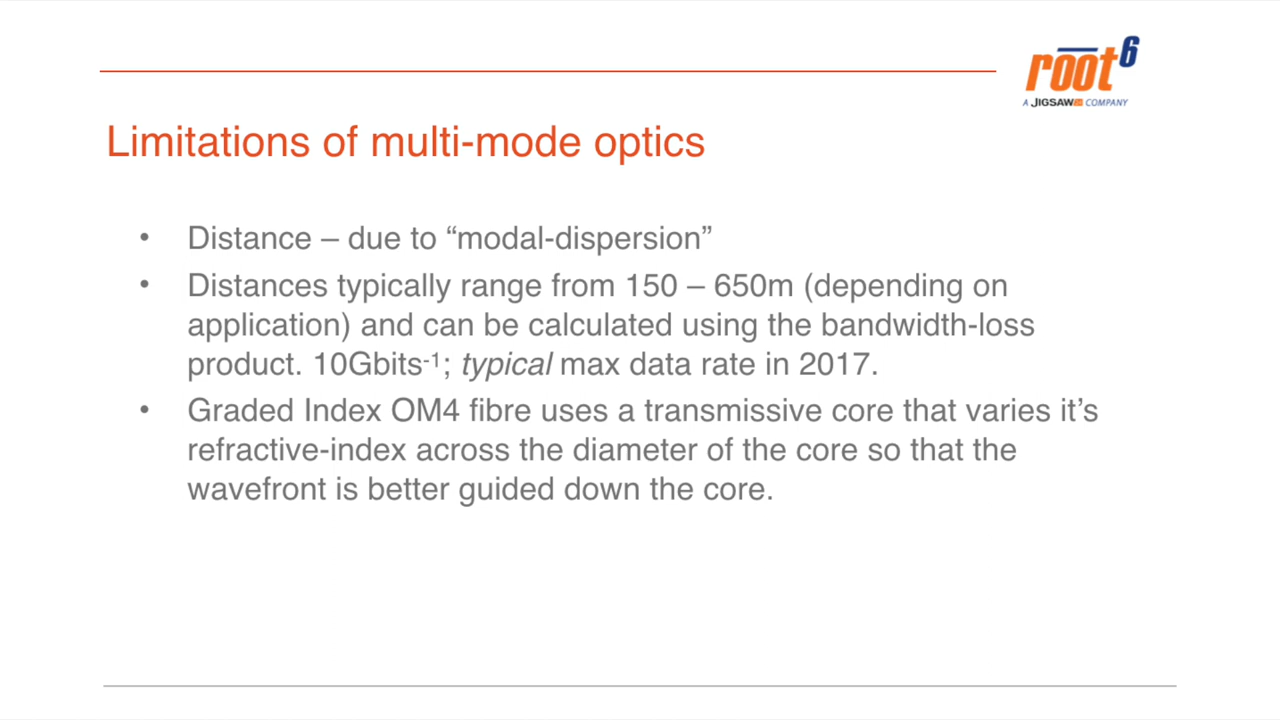 root6
A JIGSAW24 COMPANY
Limitations of multi-mode optics
• Distance – due to “modal-dispersion”
• Distances typically range from 150 – 650m (depending on
application) and can be calculated using the bandwidth-loss
product. 10Gbits-1; typical max data rate in 2017.
• Graded Index OM4 fibre uses a transmissive core that varies it’s
refractive-index across the diameter of the core so that the
wavefront is better guided down the core.